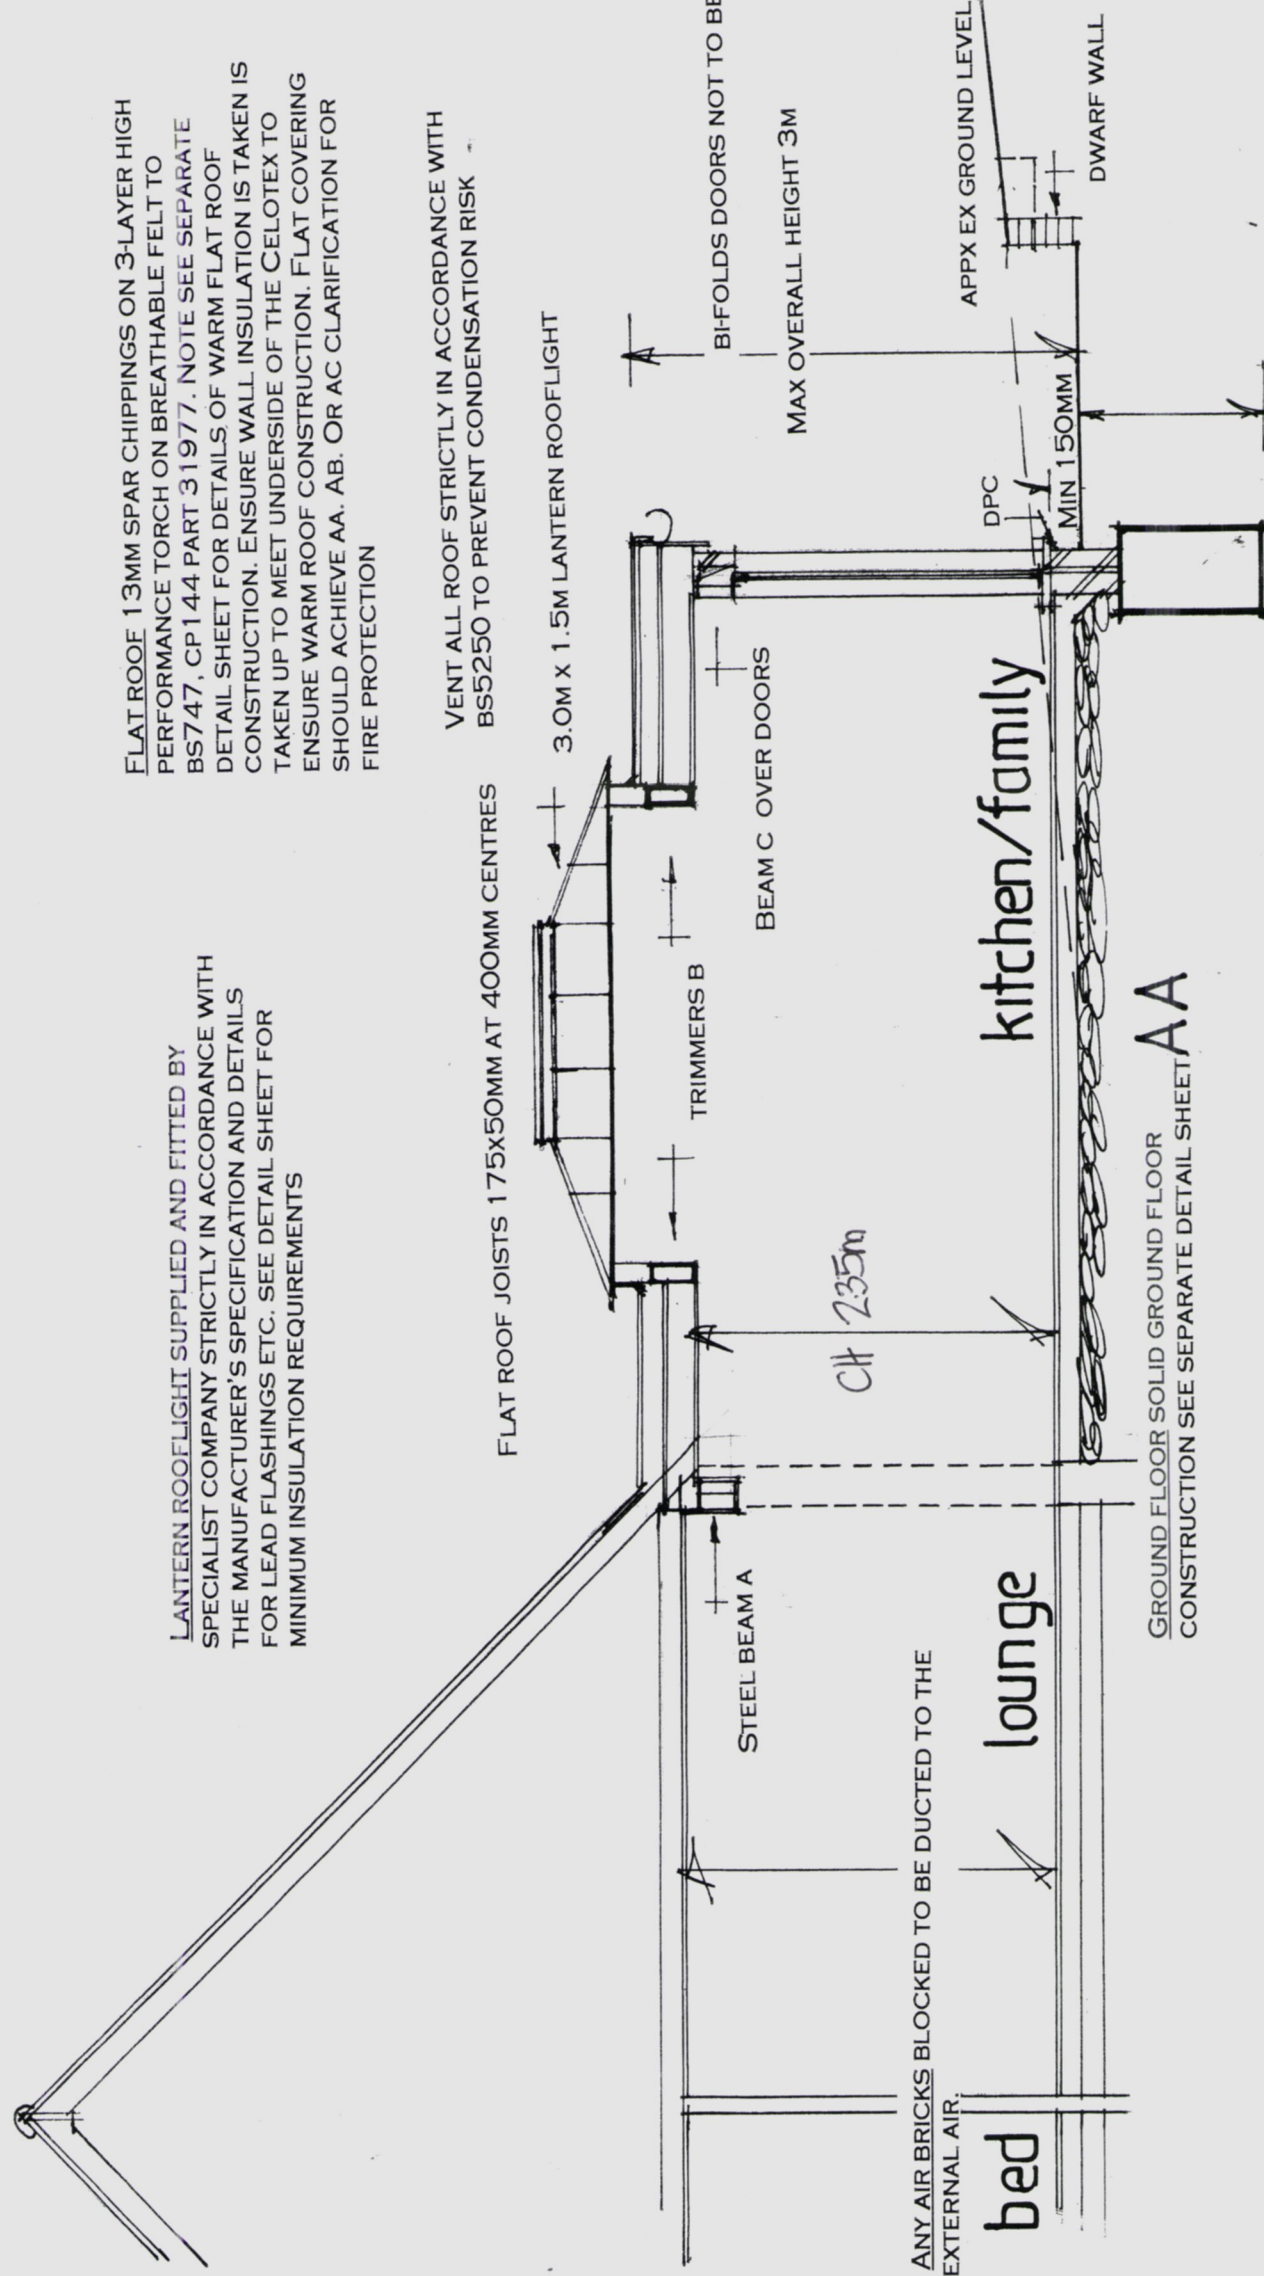 FLAT ROOF 13MM SPAR CHIPPINGS ON 3-LAYER HIGH
PERFORMANCE TORCH ON BREATHABLE FELT TO
BS747, CP144 PART 31977. NOTE SEE SEPARATE
DETAIL SHEET FOR DETAILS OF WARM FLAT ROOF
CONSTRUCTION. ENSURE WALL INSULATION IS TAKEN IS
TAKEN UP TO MEET UNDERSIDE OF THE CELOTEX TO
ENSURE WARM ROOF CONSTRUCTION. FLAT COVERING
SHOULD ACHIEVE AA. AB. OR AC CLARIFICATION FOR
FIRE PROTECTION
LANTERN ROOFLIGHT SUPPLIED AND FITTED BY
SPECIALIST COMPANY STRICTLY IN ACCORDANCE WITH
THE MANUFACTURER'S SPECIFICATION AND DETAILS
FOR LEAD FLASHINGS ETC. SEE DETAIL SHEET FOR
MINIMUM INSULATION REQUIREMENTS
VENT ALL ROOF STRICTLY IN ACCORDANCE WITH
BS5250 TO PREVENT CONDENSATION RISK
FLAT ROOF JOISTS 175X50MM AT 400MM CENTRES
3.0M X 1.5M LANTERN ROOFLIGHT
BI-FOLDS DOORS NOT TO BE
MAX OVERALL HEIGHT 3M
STEEL BEAM A
TRIMMERS B
BEAM C OVER DOORS
CH 2.35m
APPX EX GROUND LEVEL
DPC
MIN 150MM
DWARF WALL
ANY AIR BRICKS BLOCKED TO BE DUCTED TO THE
EXTERNAL AIR.
bed
lounge
kitchen/family
GROUND FLOOR SOLID GROUND FLOOR
CONSTRUCTION SEE SEPARATE DETAIL SHEET
AA